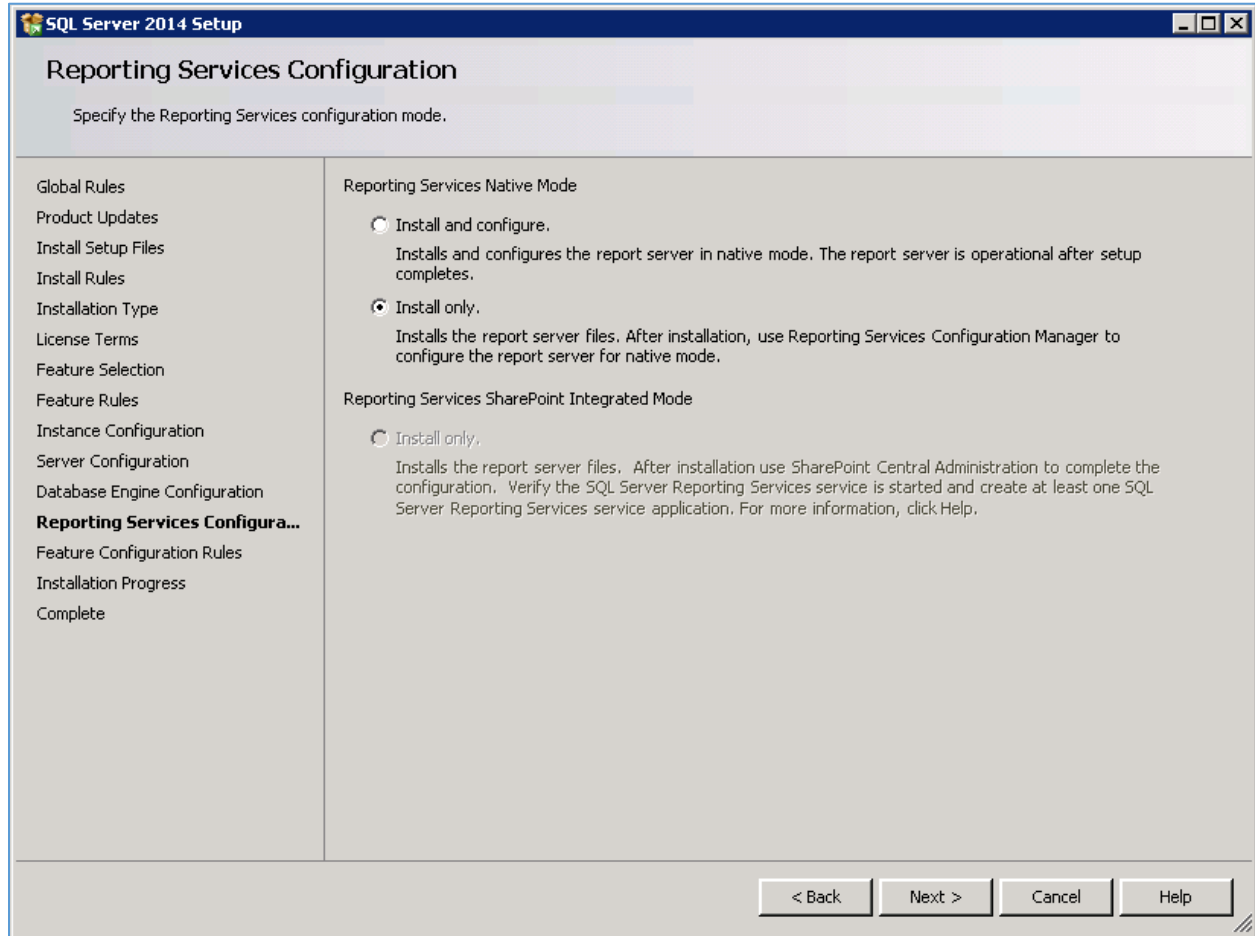 SQL Server 2014 Setup
Reporting Services Configuration
Specify the Reporting Services configuration mode.
Global Rules
Product Updates
Install Setup Files
Install Rules
Installation Type
License Terms
Feature Selection
Feature Rules
Instance Configuration
Server Configuration
Database Engine Configuration
Reporting Services Configura...
Feature Configuration Rules
Installation Progress
Complete
Reporting Services Native Mode
Install and configure.
Installs and configures the report server in native mode. The report server is operational after setup
completes.
Install only.
Installs the report server files. After installation, use Reporting Services Configuration Manager to
configure the report server for native mode.
Reporting Services SharePoint Integrated Mode
Install only.
Installs the report server files. After installation use SharePoint Central Administration to complete the
configuration. Verify the SQL Server Reporting Services service is started and create at least one SQL
Server Reporting Services service application. For more information, click Help.
< Back
Next >
Cancel
Help